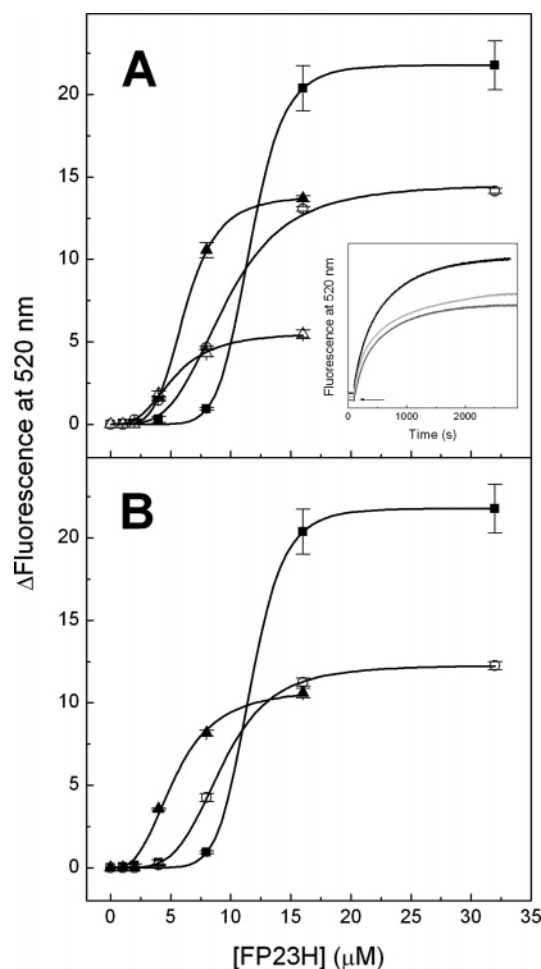 A
20
15
10
5
0
ΔFluorescence at 520 nm
Fluorescence at 520 nm
1000 2000
Time (s)
B
20
15
10
5
0
0 5 10 15 20 25 30 35
[FP23H] (μM)